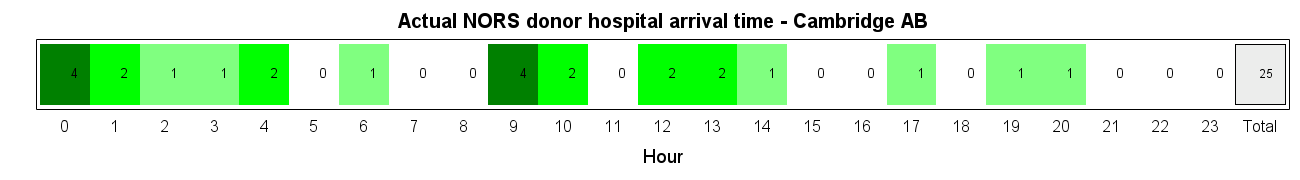 Actual NORS donor hospital arrival time - Cambridge AB
4 2 1 1 2 0 1 0 0 4 2 0 2 2 1 0 0 1 0 1 1 0 0 0 25
0 1 2 3 4 5 6 7 8 9 10 11 12 13 14 15 16 17 18 19 20 21 22 23 Total
Hour